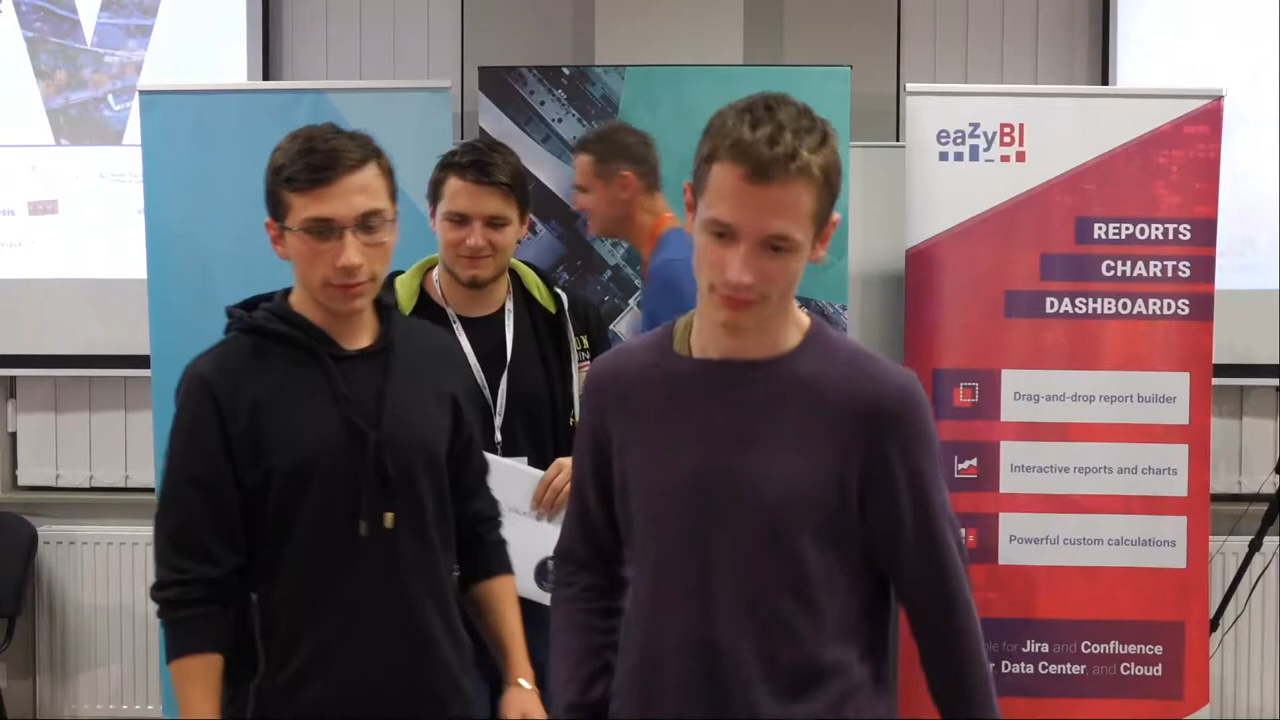 eazyBI
REPORTS
CHARTS
DASHBOARDS
Drag-and-drop report builder
Interactive reports and charts
Powerful custom calculations
for Jira and Confluence
Data Center, and Cloud